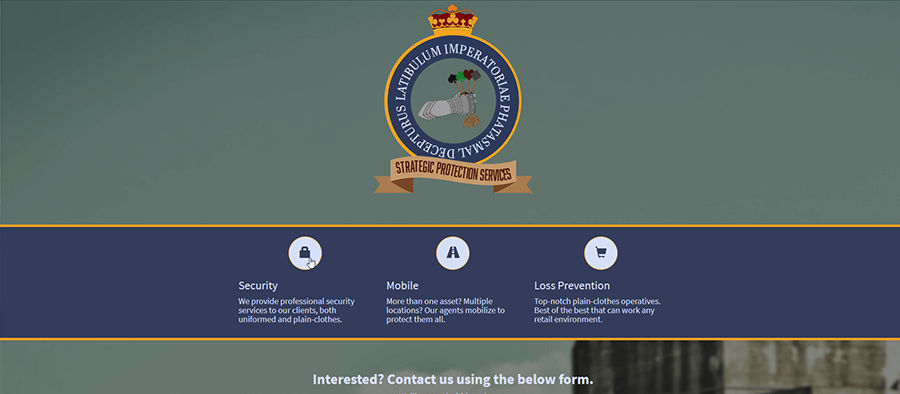 LATIBULUM IMPERATORIAE PHATASMAL DECEPTURUS
STRATEGIC PROTECTION SERVICES
Security
We provide professional security
services to our clients, both
uniformed and plain-clothes.
Mobile
More than one asset? Multiple
locations? Our agents mobilize to
protect them all.
Loss Prevention
Top-notch plain-clothes operatives.
Best of the best that can work any
retail environment.
Interested? Contact us using the below form.